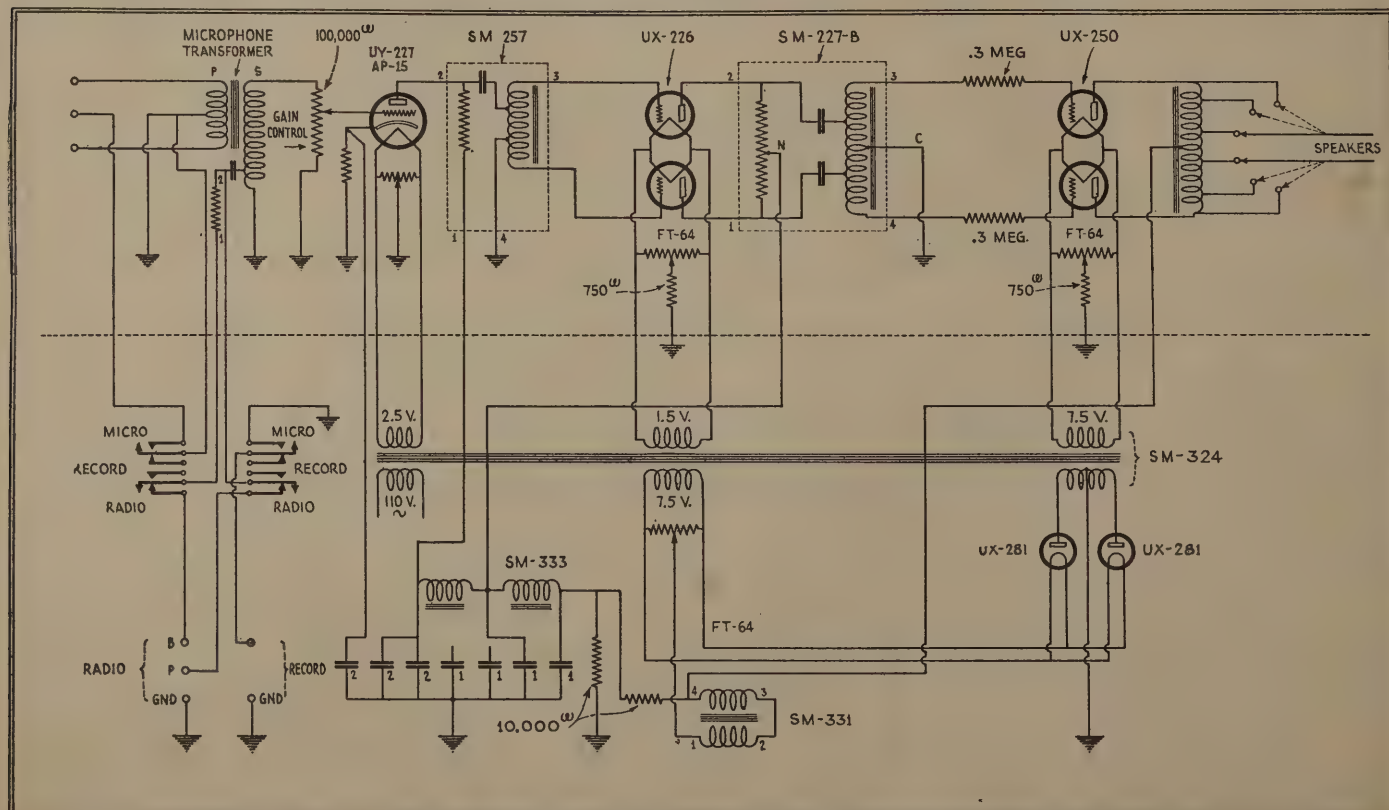 MICROPHONE
TRANSFORMER
P
S
100,000 ω
GAIN
CONTROL
2
1
UY-227
AP-15
SM 257
2
3
1
4
UX-226
FT-64
750 ω
SM-227-B
2
3
N
C
1
4
.3 MEG
.3 MEG.
UX-250
FT-64
750 ω
SPEAKERS
MICRO
RECORD
RADIO
MICRO
RECORD
RADIO
2.5 V.
1.5 V.
7.5 V.
SM-324
110 V.
~
7.5 V.
UX-281
UX-281
SM-333
FT-64
RADIO
B
P
GND
RECORD
GND
2
2
2
1
1
1
1
10,000 ω
4
3
SM-331
1
2